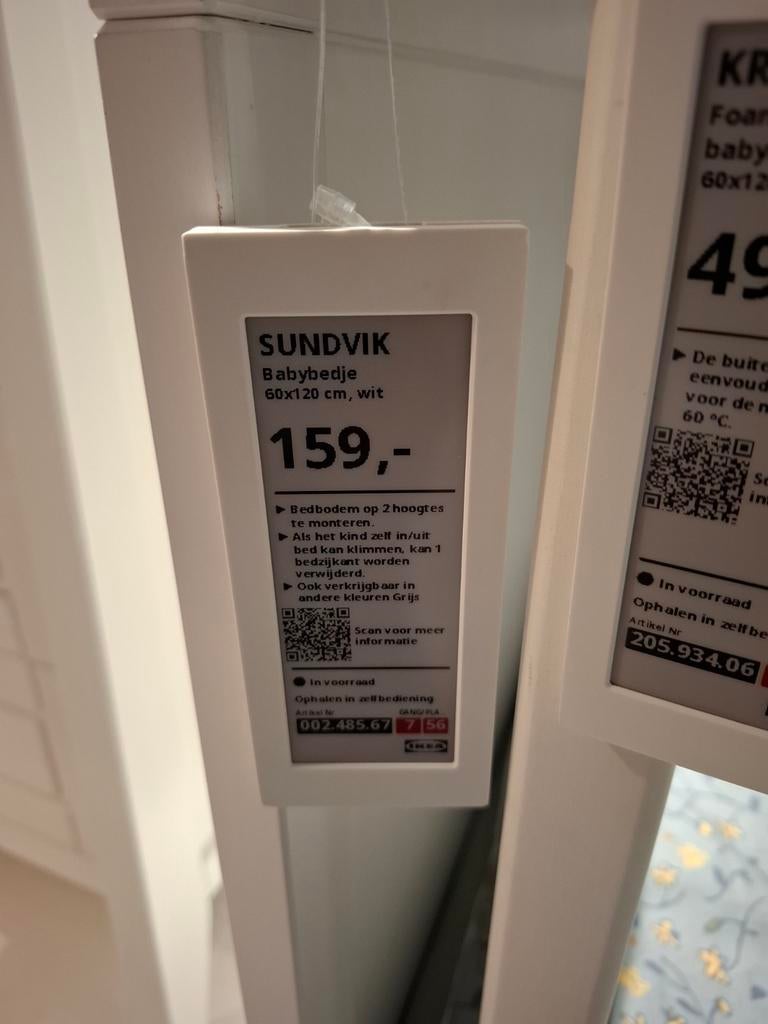 SUNDVIK
Babybedje
60x120 cm, wit
159,-
► Bedbodem op 2 hoogtes
te monteren.
► Als het kind zelf in/uit
bed kan klimmen, kan 1
bedzijkant worden
verwijderd.
► Ook verkrijgbaar in
andere kleuren Grijs
Scan voor meer
informatie
● In voorraad
Ophalen in zelfbediening
Artikel Nr GANG/PLA..
002.485.67 7 56
IKEA
KR
Foa
baby
60x12
49
► De buite
eenvoud
voor de
60 °C.
● In voorraad
Ophalen in zelfbe
Artikel Nr
205.934.06